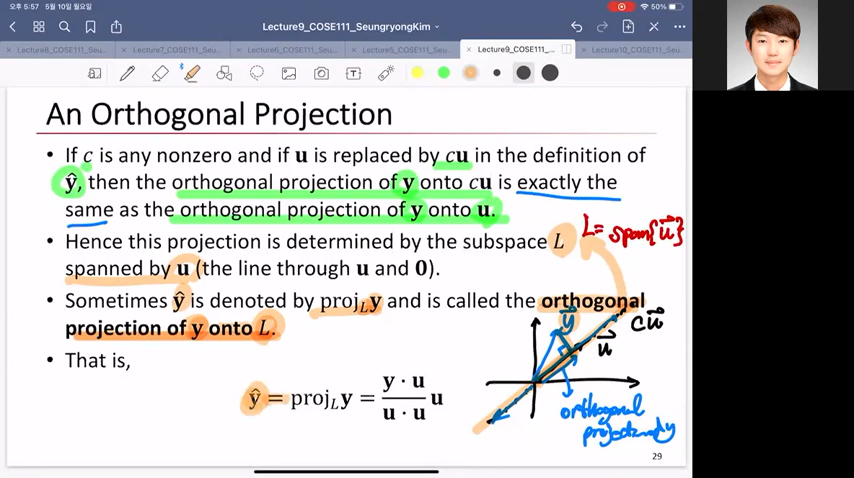 오후 5:57 5월 10일 월요일
50%
Lecture9_COSE111_SeungryongKim
Lecture8_COSE111_Seu...
Lecture7_COSE111_Seu...
Lecture6_COSE111_Seu...
Lecture5_COSE111_Seu...
Lecture9_COSE111_...
Lecture10_COSE111_Seu...
An Orthogonal Projection
• If c is any nonzero and if u is replaced by cu in the definition of
ŷ, then the orthogonal projection of y onto cu is exactly the
same as the orthogonal projection of y onto u.
L = span{u⃗}
• Hence this projection is determined by the subspace L
spanned by u (the line through u and 0).
• Sometimes ŷ is denoted by proj_L y and is called the orthogonal
projection of y onto L.
y⃗
cu⃗
u⃗
• That is,
ŷ = proj_L y = (y · u)/(u · u) u
orthogonal
29